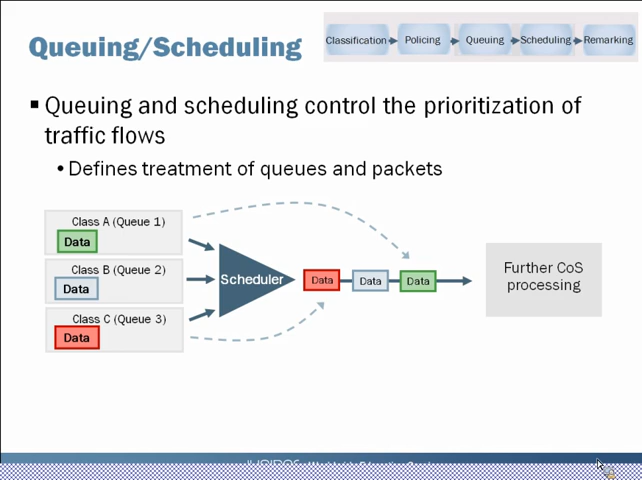 Queuing/Scheduling
Classification
Policing
Queuing
Scheduling
Remarking
Queuing and scheduling control the prioritization of
traffic flows
Defines treatment of queues and packets
Class A (Queue 1)
Data
Class B (Queue 2)
Data
Class C (Queue 3)
Data
Scheduler
Data
Data
Data
Further CoS
processing